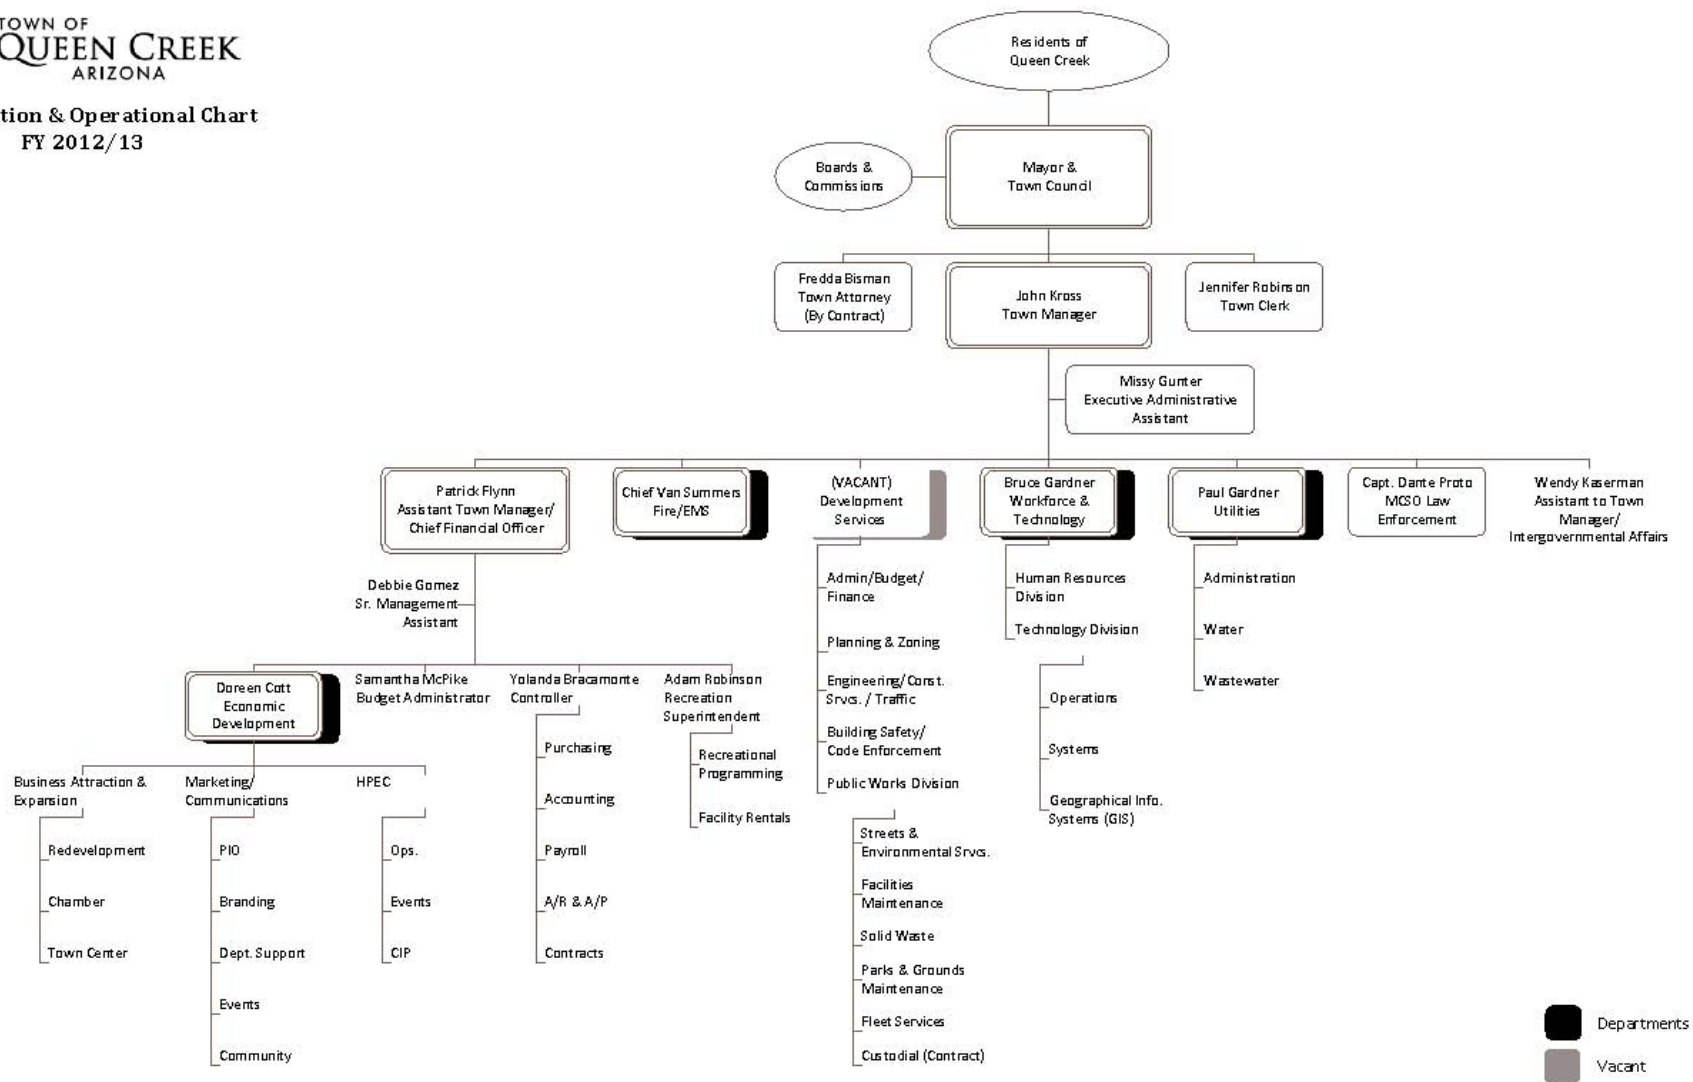 TOWN OF
QUEEN CREEK
ARIZONA
tion & Operational Chart
FY 2012/13
Residents of
Queen Creek
Boards &
Commissions
Mayor &
Town Council
Fredda Bisman
Town Attorney
(By Contract)
John Kross
Town Manager
Jennifer Robinson
Town Clerk
Missy Gunter
Executive Administrative
Assistant
Patrick Flynn
Assistant Town Manager/
Chief Financial Officer
Chief Van Summers
Fire/EMS
(VACANT)
Development
Services
Bruce Gardner
Workforce &
Technology
Paul Gardner
Utilities
Capt. Dante Proto
MCSO Law
Enforcement
Wendy Kaserman
Assistant to Town
Manager/
Intergovernmental Affairs
Debbie Gomez
Sr. Management
Assistant
Doreen Cott
Economic
Development
Samantha McPike
Budget Administrator
Yolanda Bracamonte
Controller
Adam Robinson
Recreation
Superintendent
Business Attraction &
Expansion
Redevelopment
Chamber
Town Center
Marketing/
Communications
PIO
Branding
Dept. Support
Events
Community
HPEC
Ops.
Events
CIP
Purchasing
Accounting
Payroll
A/R & A/P
Contracts
Recreational
Programming
Facility Rentals
Admin/Budget/
Finance
Planning & Zoning
Engineering/Const.
Srvcs. / Traffic
Building Safety/
Code Enforcement
Public Works Division
Streets &
Environmental Srvcs.
Facilities
Maintenance
Solid Waste
Parks & Grounds
Maintenance
Fleet Services
Custodial (Contract)
Human Resources
Division
Technology Division
Operations
Systems
Geographical Info.
Systems (GIS)
Administration
Water
Wastewater
Departments
Vacant